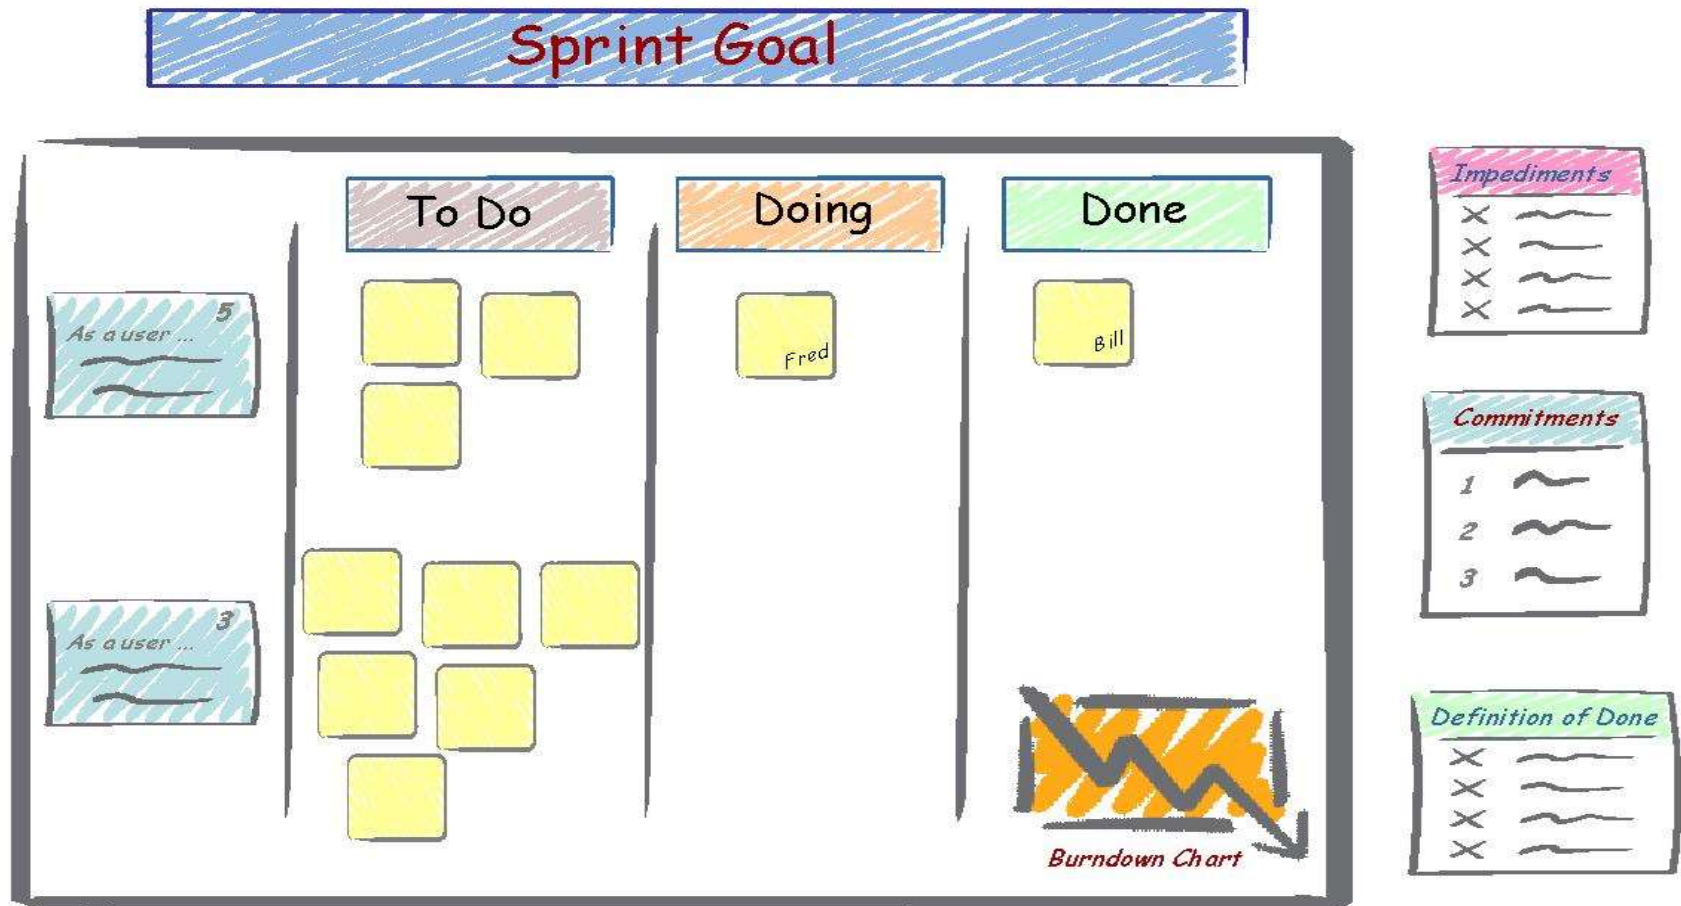 Sprint Goal
To Do
Doing
Done
5
As a user ...
Fred
Bill
3
As a user ...
Burndown Chart
Impediments
X
X
X
X
Commitments
1
2
3
Definition of Done
X
X
X
X